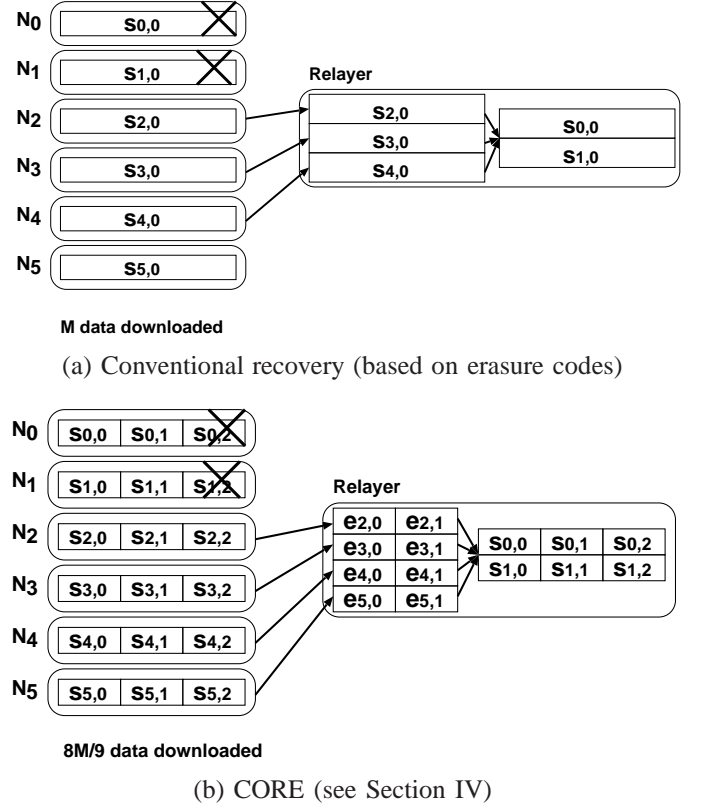 N0 S0,0
N1 S1,0
Relayer
N2 S2,0 S2,0 S0,0
N3 S3,0 S3,0 S1,0
N4 S4,0 S4,0
N5 S5,0
M data downloaded
(a) Conventional recovery (based on erasure codes)
N0 S0,0 S0,1 S0,2
N1 S1,0 S1,1 S1,2
Relayer
N2 S2,0 S2,1 S2,2 e2,0 e2,1 S0,0 S0,1 S0,2
N3 S3,0 S3,1 S3,2 e3,0 e3,1 S1,0 S1,1 S1,2
N4 S4,0 S4,1 S4,2 e4,0 e4,1
N5 S5,0 S5,1 S5,2 e5,0 e5,1
8M/9 data downloaded
(b) CORE (see Section IV)